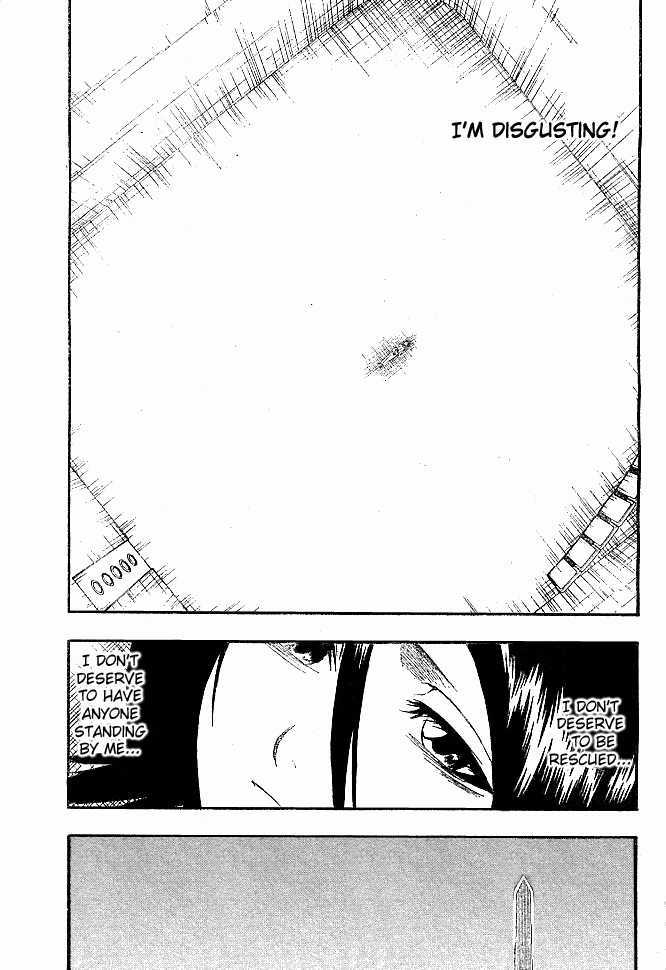 I'M DISGUSTING!
I DON'T
DESERVE
TO BE
RESCUED...
I DON'T
DESERVE
TO HAVE
ANYONE
STANDING
BY ME...